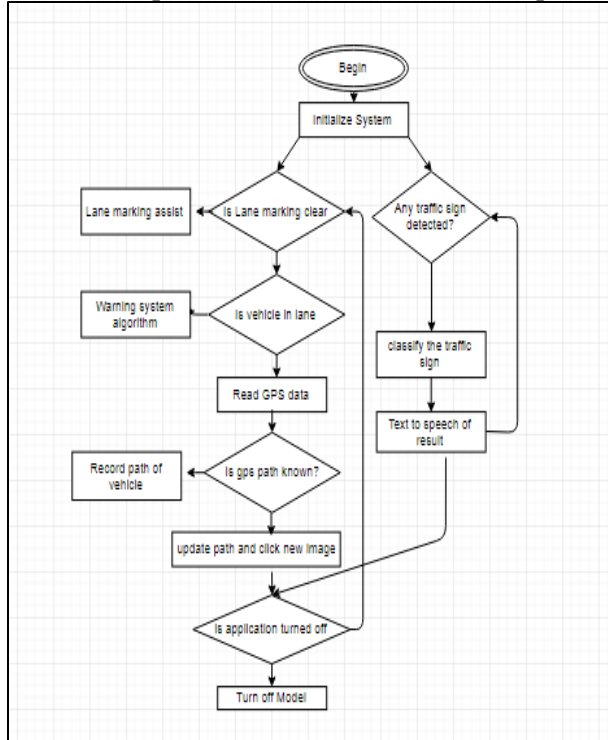 Begin
Initialize System
Is Lane marking clear
Lane marking assist
Any traffic sign
detected?
Is vehicle in lane
Warning system
algorithm
classify the traffic
sign
Read GPS data
Text to speech of
result
Is gps path known?
Record path of
vehicle
update path and click new image
Is application turned off
Turn off Model